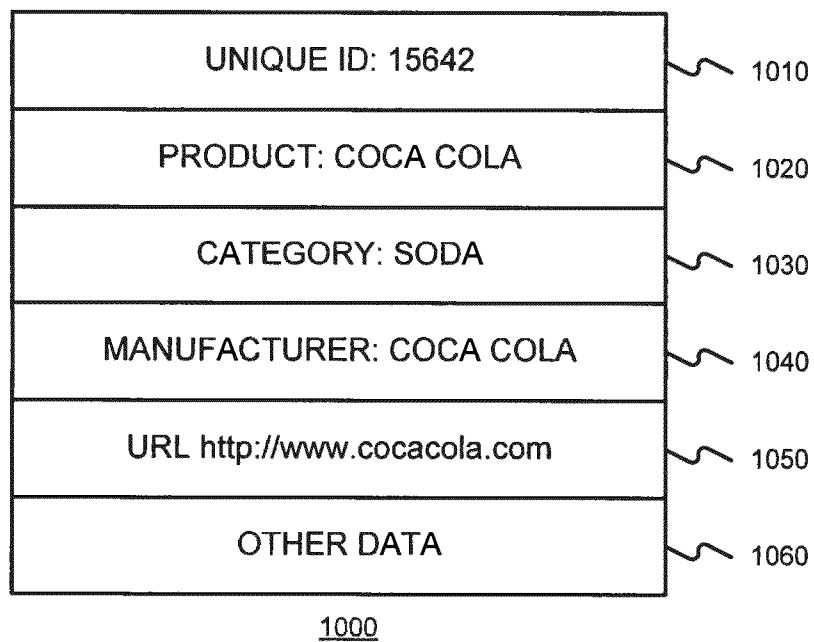 UNIQUE ID: 15642 1010
PRODUCT: COCA COLA 1020
CATEGORY: SODA 1030
MANUFACTURER: COCA COLA 1040
URL http://www.cocacola.com 1050
OTHER DATA 1060
1000